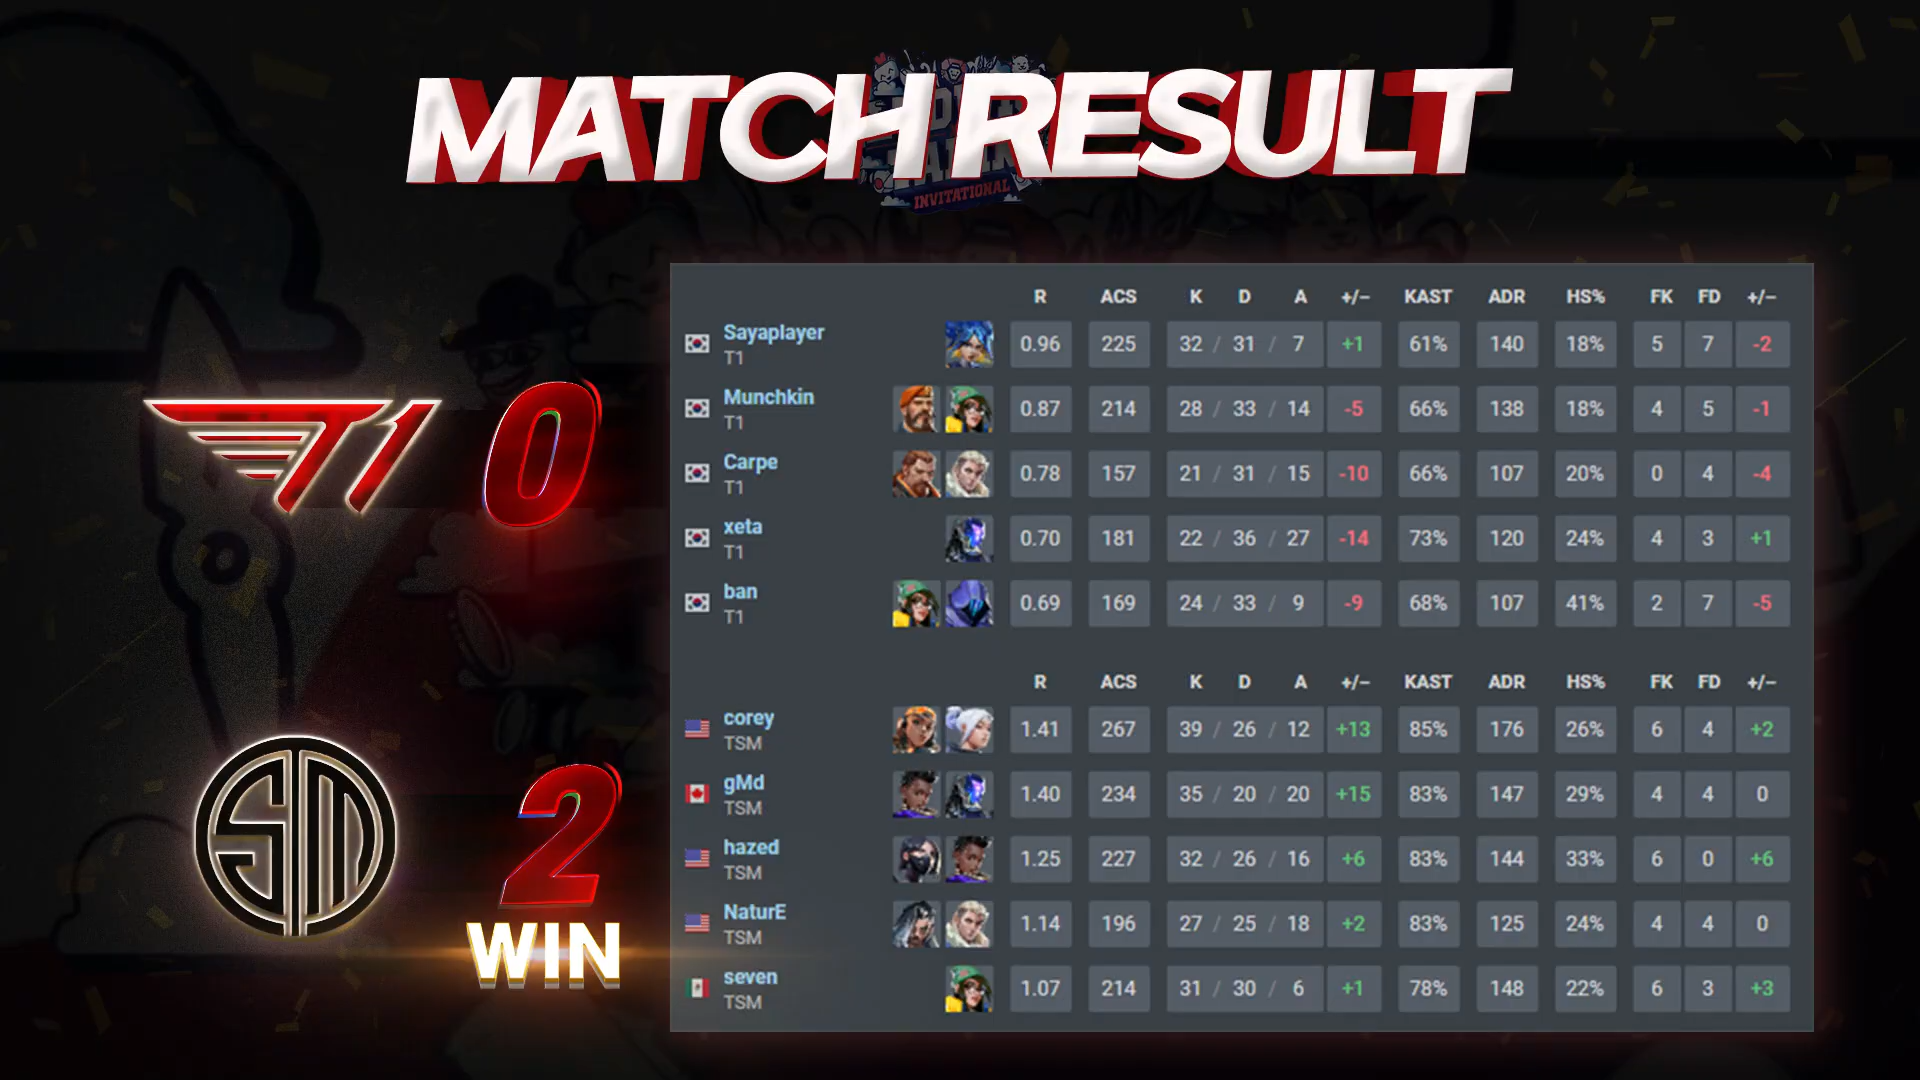 MATCH RESULT
INVITATIONAL
T1 0
SM 2
WIN
R ACS K D A +/– KAST ADR HS% FK FD +/–
Sayaplayer
T1
0.96 225 32 / 31 / 7 +1 61% 140 18% 5 7 -2
Munchkin
T1
0.87 214 28 / 33 / 14 -5 66% 138 18% 4 5 -1
Carpe
T1
0.78 157 21 / 31 / 15 -10 66% 107 20% 0 4 -4
xeta
T1
0.70 181 22 / 36 / 27 -14 73% 120 24% 4 3 +1
ban
T1
0.69 169 24 / 33 / 9 -9 68% 107 41% 2 7 -5
R ACS K D A +/– KAST ADR HS% FK FD +/–
corey
TSM
1.41 267 39 / 26 / 12 +13 85% 176 26% 6 4 +2
gMd
TSM
1.40 234 35 / 20 / 20 +15 83% 147 29% 4 4 0
hazed
TSM
1.25 227 32 / 26 / 16 +6 83% 144 33% 6 0 +6
NaturE
TSM
1.14 196 27 / 25 / 18 +2 83% 125 24% 4 4 0
seven
TSM
1.07 214 31 / 30 / 6 +1 78% 148 22% 6 3 +3